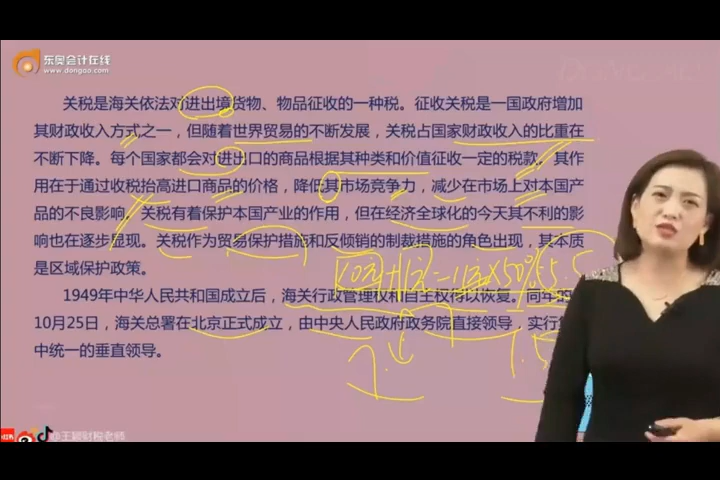 东奥会计在线
www.dongao.com
关税是海关依法对进出境货物、物品征收的一种税。征收关税是一国政府增加
其财政收入方式之一，但随着世界贸易的不断发展，关税占国家财政收入的比重在
不断下降。每个国家都会对进出口的商品根据其种类和价值征收一定的税款。其作
用在于通过收税抬高进口商品的价格，降低其市场竞争力，减少在市场上对本国产
品的不良影响。关税有着保护本国产业的作用，但在经济全球化的今天其不利的影
响也在逐步显现。关税作为贸易保护措施和反倾销的制裁措施的角色出现，其本质
是区域保护政策。
10万+1万=11万×50%=5.5
1949年中华人民共和国成立后，海关行政管理权和自主权得以恢复。同年
10月25日，海关总署在北京正式成立，由中央人民政府政务院直接领导，实行
中统一的垂直领导。
@王颖财税老师